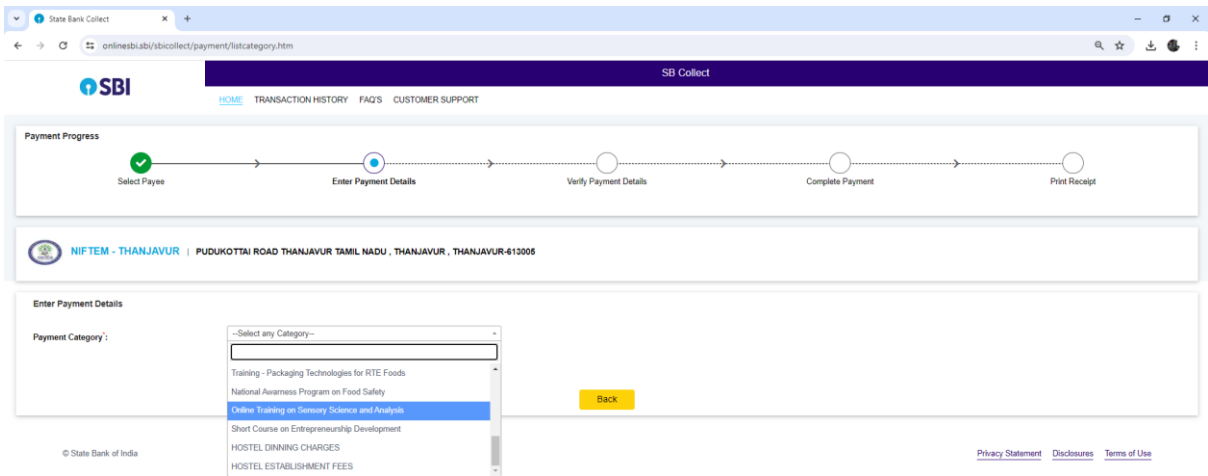 State Bank Collect
onlinesbi.sbi/sbicollect/payment/listcategory.htm
SBI
SB Collect
HOME TRANSACTION HISTORY FAQ'S CUSTOMER SUPPORT
Payment Progress
Select Payee Enter Payment Details Verify Payment Details Complete Payment Print Receipt
NIFTEM - THANJAVUR | PUDUKOTTAI ROAD THANJAVUR TAMIL NADU , THANJAVUR , THANJAVUR-613005
Enter Payment Details
Payment Category*: --Select any Category--
Training - Packaging Technologies for RTE Foods
National Awarness Program on Food Safety
Online Training on Sensory Science and Analysis
Short Course on Entrepreneurship Development
HOSTEL DINNING CHARGES
HOSTEL ESTABLISHMENT FEES
Back
© State Bank of India Privacy Statement Disclosures Terms of Use